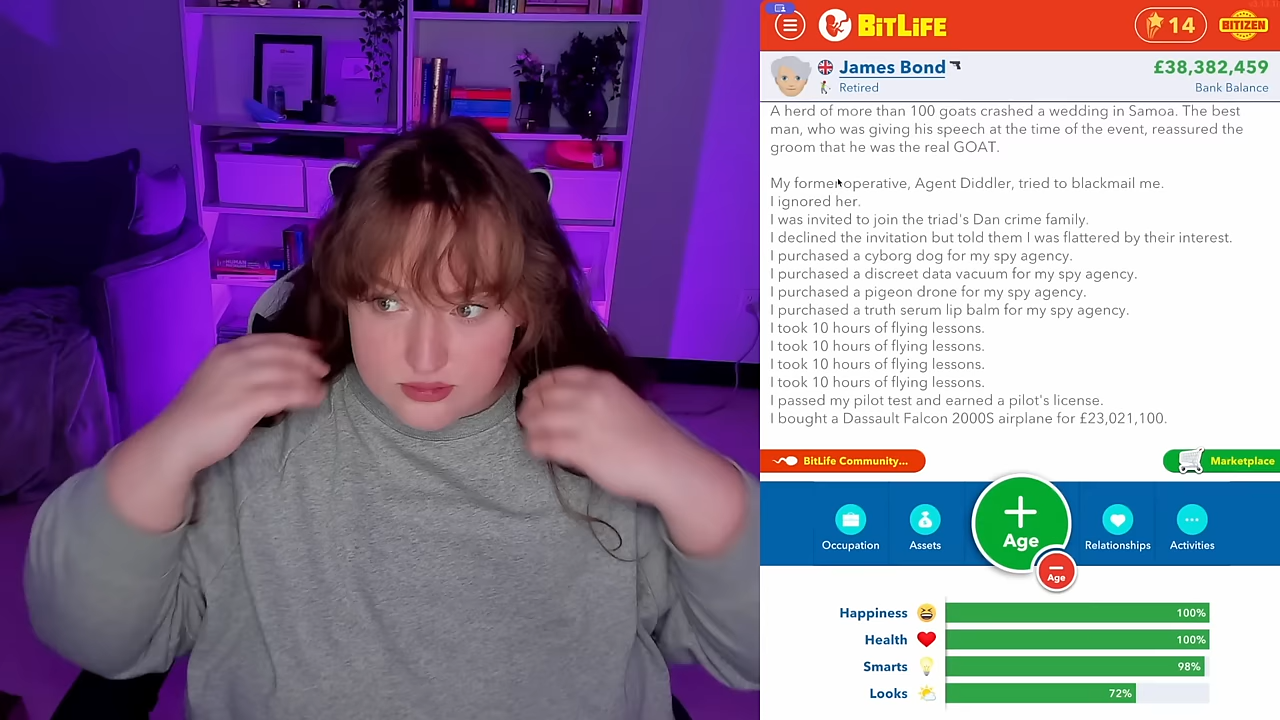 BITLIFE
14
BITIZEN
James Bond
£38,382,459
Retired
Bank Balance
A herd of more than 100 goats crashed a wedding in Samoa. The best
man, who was giving his speech at the time of the event, reassured the
groom that he was the real GOAT.
My former operative, Agent Diddler, tried to blackmail me.
I ignored her.
I was invited to join the triad's Dan crime family.
I declined the invitation but told them I was flattered by their interest.
I purchased a cyborg dog for my spy agency.
I purchased a discreet data vacuum for my spy agency.
I purchased a pigeon drone for my spy agency.
I purchased a truth serum lip balm for my spy agency.
I took 10 hours of flying lessons.
I took 10 hours of flying lessons.
I took 10 hours of flying lessons.
I took 10 hours of flying lessons.
I passed my pilot test and earned a pilot's license.
I bought a Dassault Falcon 2000S airplane for £23,021,100.
BitLife Community...
Marketplace
Occupation
Assets
Age
Relationships
Activities
Age
Happiness
100%
Health
100%
Smarts
98%
Looks
72%